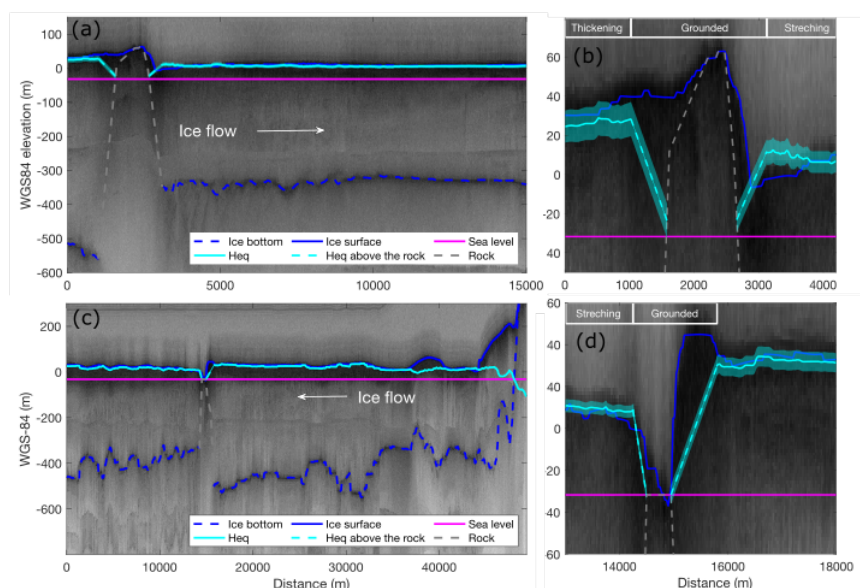 (a)
100
0
-100
-200
-300
-400
-500
-600
WGS84 elevation (m)
Ice flow
Ice bottom Ice surface Sea level
Heq Heq above the rock Rock
0 5000 10000 15000
Thickening Grounded Streching
(b)
60
40
20
0
-20
-40
0 1000 2000 3000 4000
(c)
200
0
-200
-400
-600
WGS-84
Ice flow
Ice bottom Ice surface Sea level
Heq Heq above the rock Rock
0 10000 20000 30000 40000
Distance (m)
Streching Grounded
(d)
60
40
20
0
-20
-40
60
14000 16000 18000
Distance (m)